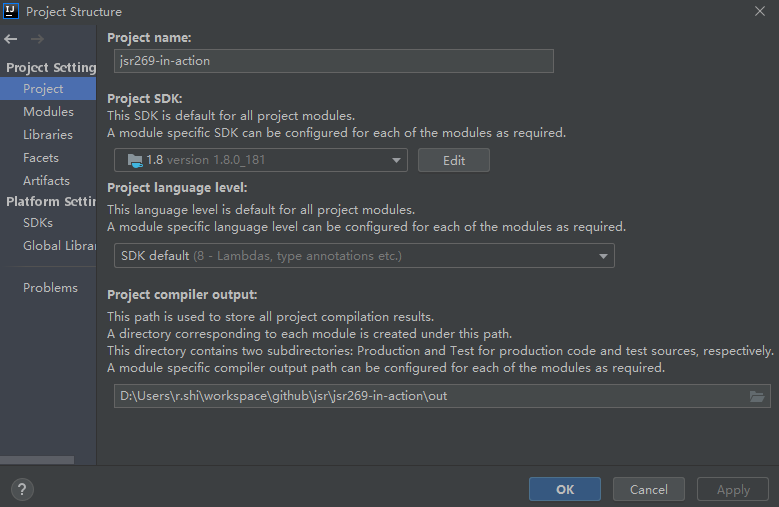 IJ Project Structure
Project Setting
Project
Modules
Libraries
Facets
Artifacts
Platform Settin
SDKs
Global Librar
Problems
Project name:
jsr269-in-action
Project SDK:
This SDK is default for all project modules.
A module specific SDK can be configured for each of the modules as required.
1.8 version 1.8.0_181
Edit
Project language level:
This language level is default for all project modules.
A module specific language level can be configured for each of the modules as required.
SDK default (8 - Lambdas, type annotations etc.)
Project compiler output:
This path is used to store all project compilation results.
A directory corresponding to each module is created under this path.
This directory contains two subdirectories: Production and Test for production code and test sources, respectively.
A module specific compiler output path can be configured for each of the modules as required.
D:\Users\r.shi\workspace\github\jsr\jsr269-in-action\out
?
OK
Cancel
Apply